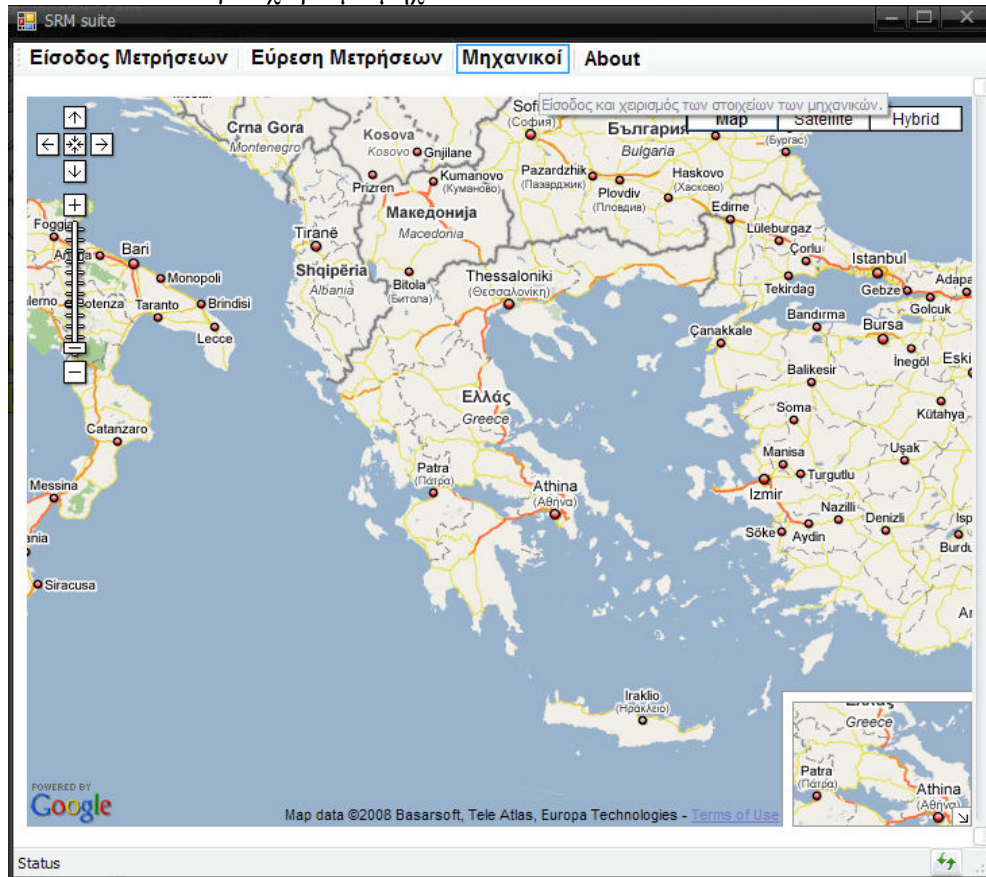 SRM suite
Είσοδος Μετρήσεων Εύρεση Μετρήσεων Μηχανικοί About
Είσοδος και χειρισμός των στοιχείων των μηχανικών.
Map Satellite Hybrid
Crna Gora
Montenegro
Kosova
Kosovo Gnjilane
Prizren
Kumanovo
(Куманово)
Македонија
Macedonia
Bitola
(Битола)
Tiranë
Shqipëria
Albania
(София)
България
Bulgaria
(Бургас)
Pazardzhik
(Пазарджик)
Plovdiv
(Пловдив)
Haskovo
(Хасково)
Edirne
Lüleburgaz
Çorlu
Tekirdag
Istanbul
Gebze
Golcuk
Bandırma
Bursa
Çanakkale
İnegöl
Balikesir
Kütahya
Soma
Manisa
Turgutlu
Uşak
Izmir
Nazilli
Denizli
Söke
Aydin
Foggia
Bari
Monopoli
Taranto
Brindisi
Lecce
Catanzaro
Messina
Siracusa
Thessaloniki
(Θεσσαλονίκη)
Ελλάς
Greece
Patra
(Πάτρα)
Athina
(Αθήνα)
Iraklio
(Ηράκλειο)
Greece
Patra
(Πάτρα)
Athina
(Αθήνα)
POWERED BY
Google
Map data ©2008 Basarsoft, Tele Atlas, Europa Technologies - Terms of Use
Status